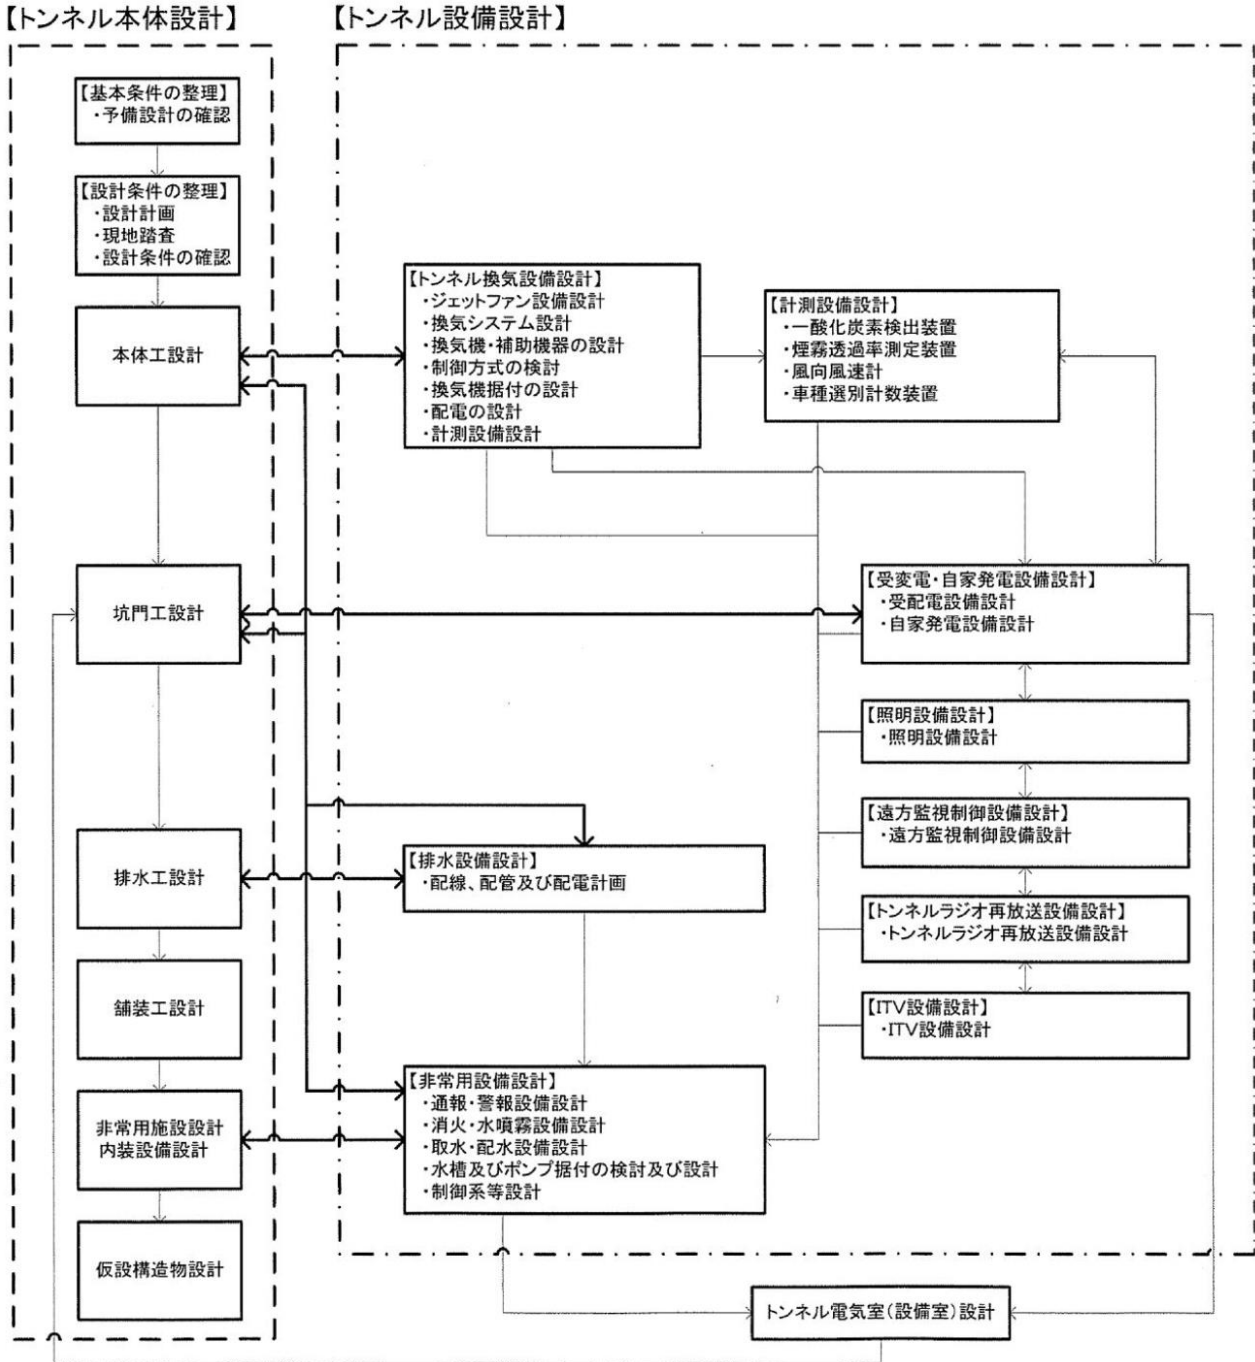 【トンネル本体設計】
【基本条件の整理】
・予備設計の確認
【設計条件の整理】
・設計計画
・現地踏査
・設計条件の確認
本体工設計
坑門工設計
排水工設計
舗装工設計
非常用施設設計
内装設備設計
仮設構造物設計
【トンネル設備設計】
【トンネル換気設備設計】
・ジェットファン設備設計
・換気システム設計
・換気機・補助機器の設計
・制御方式の検討
・換気機据付の設計
・配電の設計
・計測設備設計
【計測設備設計】
・一酸化炭素検出装置
・煙霧透過率測定装置
・風向風速計
・車種選別計数装置
【受変電・自家発電設備設計】
・受配電設備設計
・自家発電設備設計
【照明設備設計】
・照明設備設計
【遠方監視制御設備設計】
・遠方監視制御設備設計
【排水設備設計】
・配線、配管及び配電計画
【トンネルラジオ再放送設備設計】
・トンネルラジオ再放送設備設計
【ITV設備設計】
・ITV設備設計
【非常用設備設計】
・通報・警報設備設計
・消火・水噴霧設備設計
・取水・配水設備設計
・水槽及びポンプ据付の検討及び設計
・制御系等設計
トンネル電気室(設備室)設計